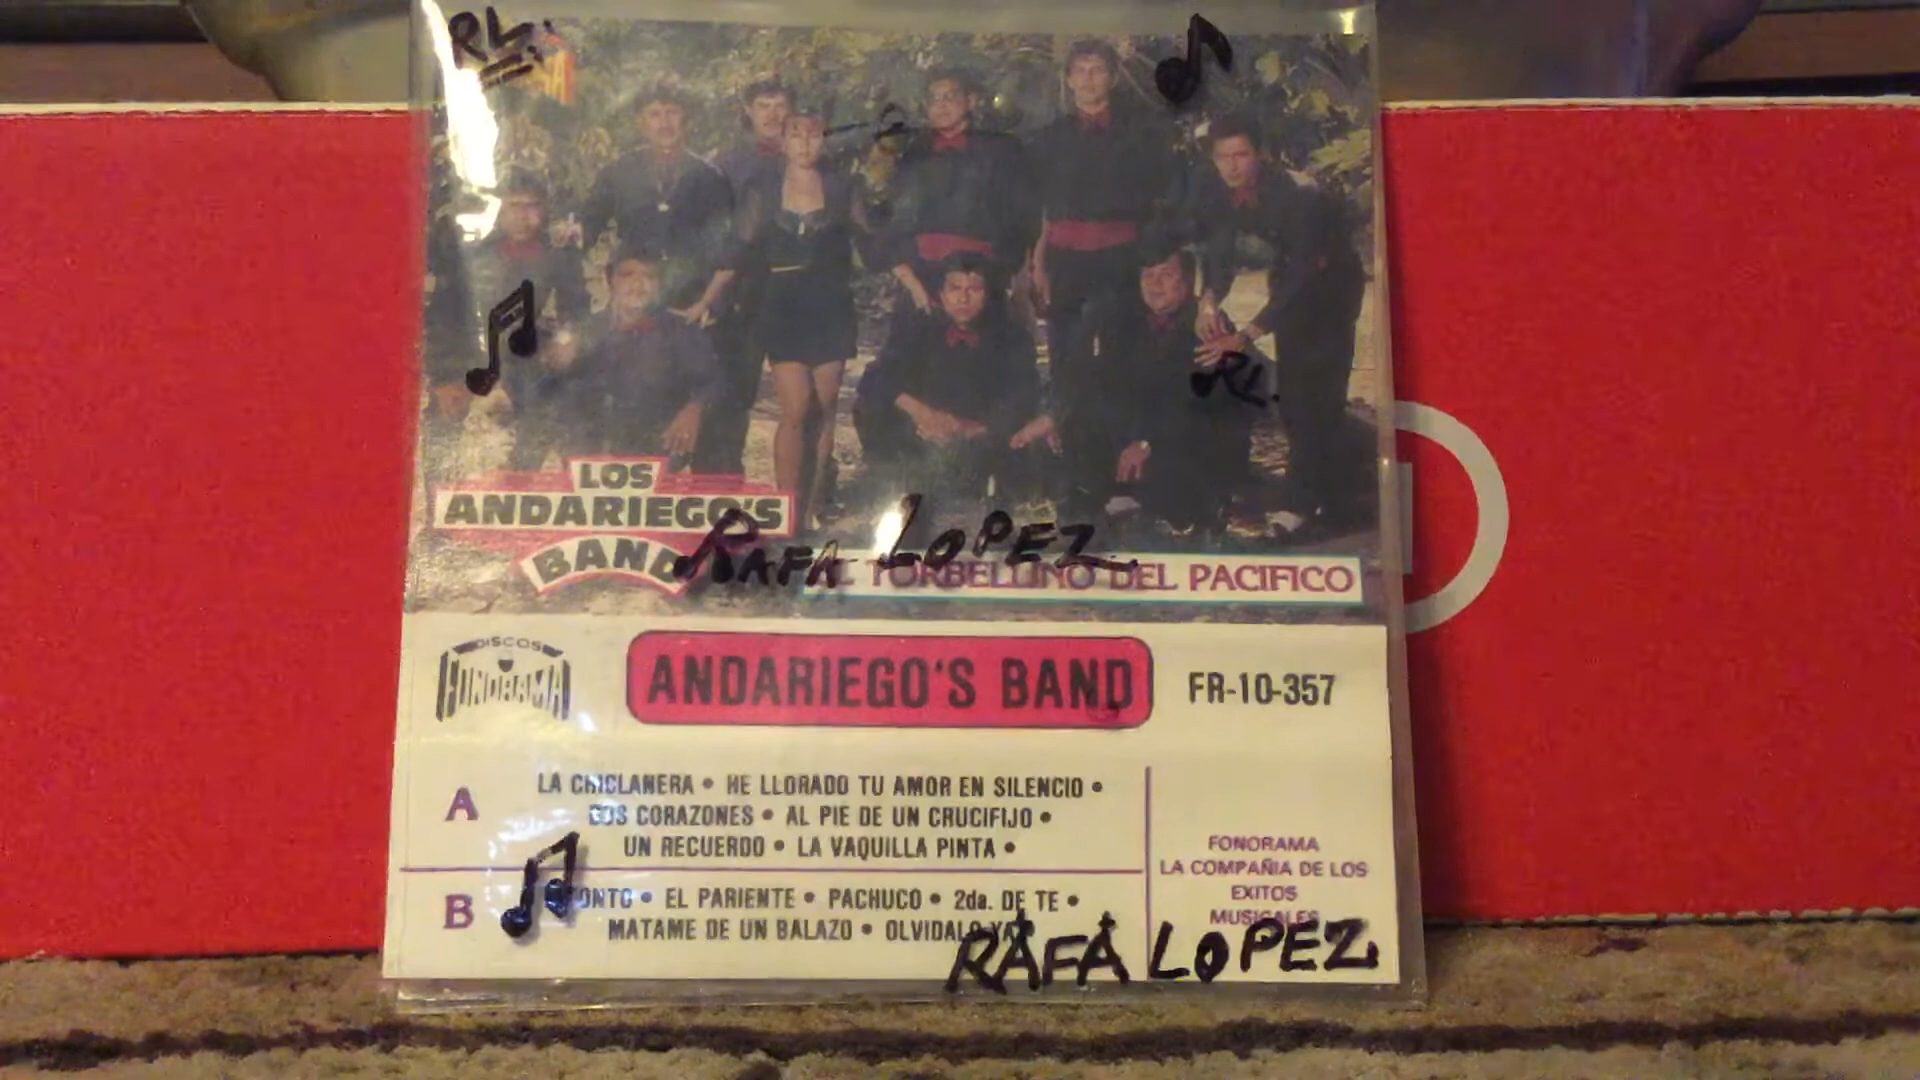 RL.
LOS
ANDARIEGO'S
BAND
RL.
RAFA LOPEZ
TORBELLINO DEL PACIFICO
DISCOS
FONORAMA
ANDARIEGO'S BAND
FR-10-357
A
LA CHICLANERA • HE LLORADO TU AMOR EN SILENCIO •
DOS CORAZONES • AL PIE DE UN CRUCIFIJO •
UN RECUERDO • LA VAQUILLA PINTA •
B
• EL PARIENTE • PACHUCO • 2da. DE TE •
MATAME DE UN BALAZO • OLVIDALO YA
FONORAMA
LA COMPAÑIA DE LOS
EXITOS
MUSICALES
RAFA LOPEZ